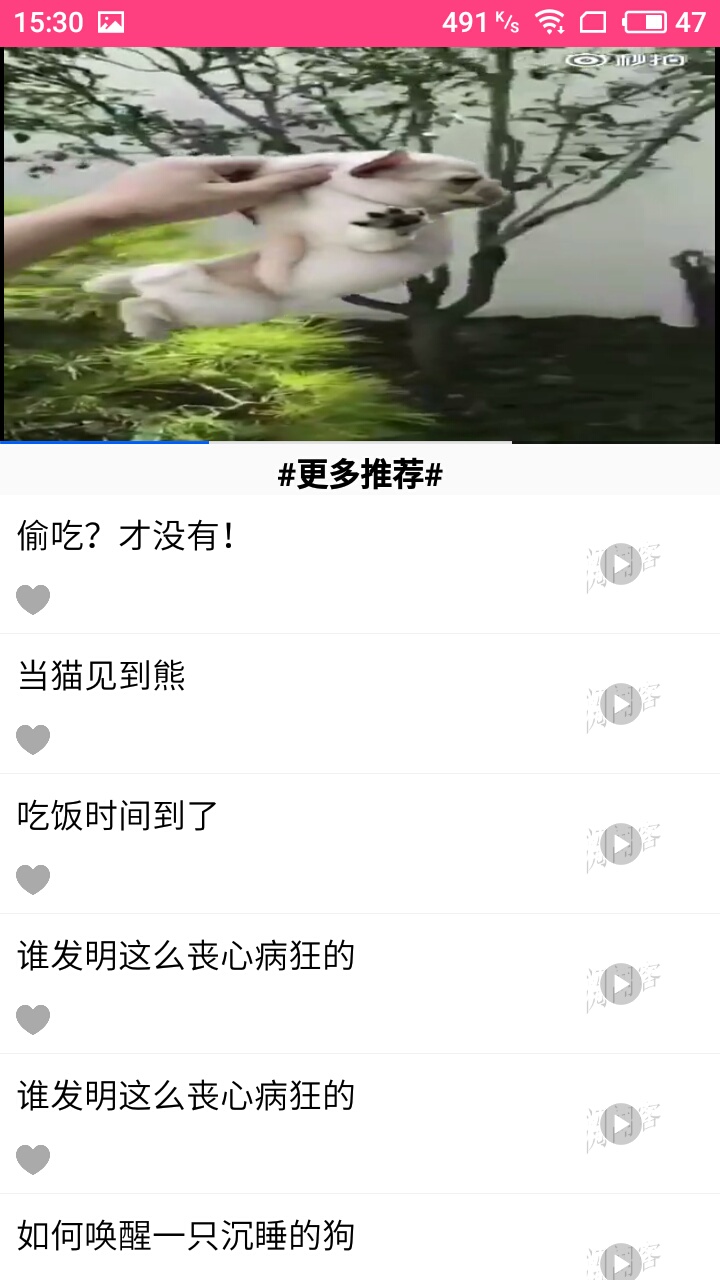 15:30
491 K/s
47
秒拍
#更多推荐#
偷吃？才没有！
当猫见到熊
吃饭时间到了
谁发明这么丧心病狂的
谁发明这么丧心病狂的
如何唤醒一只沉睡的狗